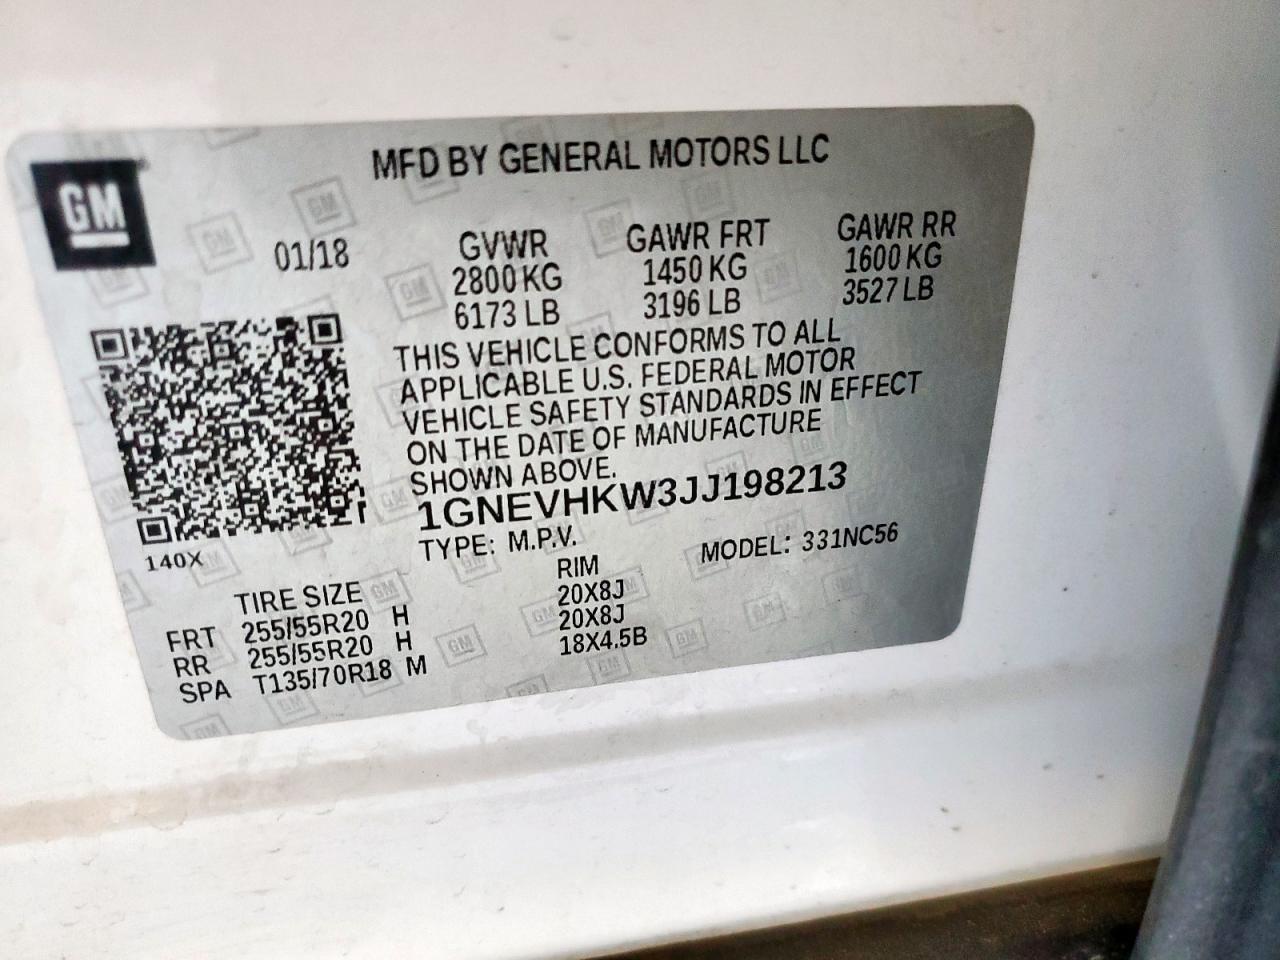 GM
MFD BY GENERAL MOTORS LLC
01/18
GVWR
2800 KG
6173 LB
GAWR FRT
1450 KG
3196 LB
GAWR RR
1600 KG
3527 LB
THIS VEHICLE CONFORMS TO ALL
APPLICABLE U.S. FEDERAL MOTOR
VEHICLE SAFETY STANDARDS IN EFFECT
ON THE DATE OF MANUFACTURE
SHOWN ABOVE.
1GNEVHKW3JJ198213
TYPE: M.P.V.
MODEL: 331NC56
140X
TIRE SIZE RIM
FRT 255/55R20 H 20X8J
RR 255/55R20 H 20X8J
SPA T135/70R18 M 18X4.5B